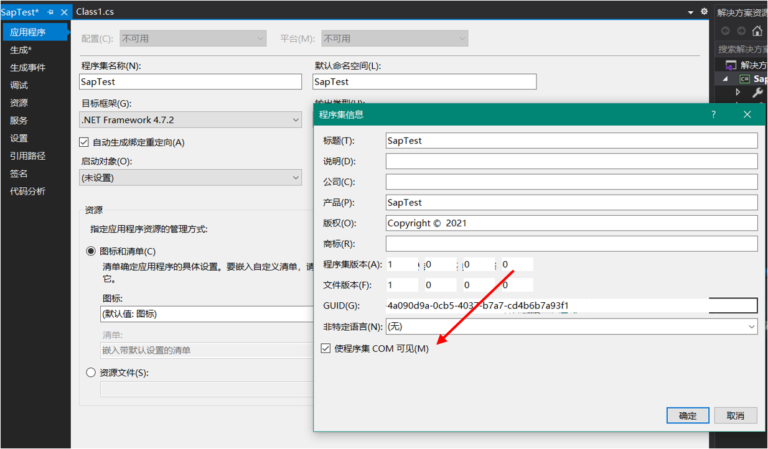 SapTest*
Class1.cs
解决方案资源
应用程序
生成*
生成事件
调试
资源
服务
设置
引用路径
签名
代码分析
配置(C): 不可用 平台(M): 不可用
程序集名称(N): 默认命名空间(L):
SapTest SapTest
目标框架(G): 输出类型(U):
.NET Framework 4.7.2
自动生成绑定重定向(A)
启动对象(O):
(未设置)
资源
指定应用程序资源的管理方式:
图标和清单(C)
清单确定应用程序的具体设置。要嵌入自定义清单，请
它。
图标:
(默认值: 图标)
清单:
嵌入带默认设置的清单
资源文件(S):
程序集信息 ?
标题(T): SapTest
说明(D):
公司(C):
产品(P): SapTest
版权(O): Copyright © 2021
商标(R):
程序集版本(A): 1 0 0 0
文件版本(F): 1 0 0 0
GUID(G): 4a090d9a-0cb5-4037-b7a7-cd4b6b7a93f1
非特定语言(N): (无)
使程序集 COM 可见(M)
确定 取消
搜索解决方案
解决方
Sap